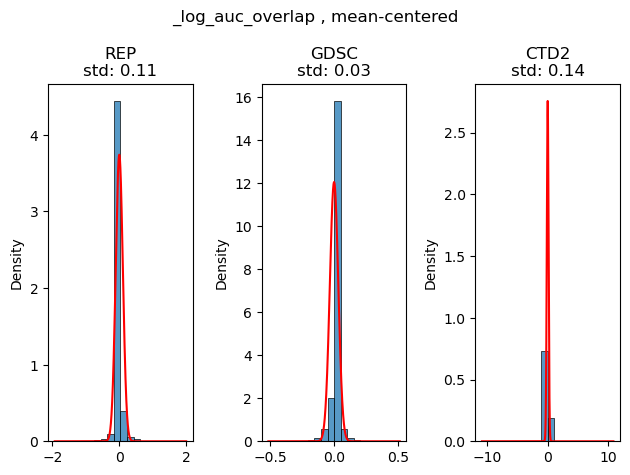 _log_auc_overlap , mean-centered
REP
std: 0.11
GDSC
std: 0.03
CTD2
std: 0.14
Density
4
3
2
1
0
−2
0
2
Density
16
14
12
10
8
6
4
2
0
−0.5
0.0
0.5
Density
2.5
2.0
1.5
1.0
0.5
0.0
−10
0
10